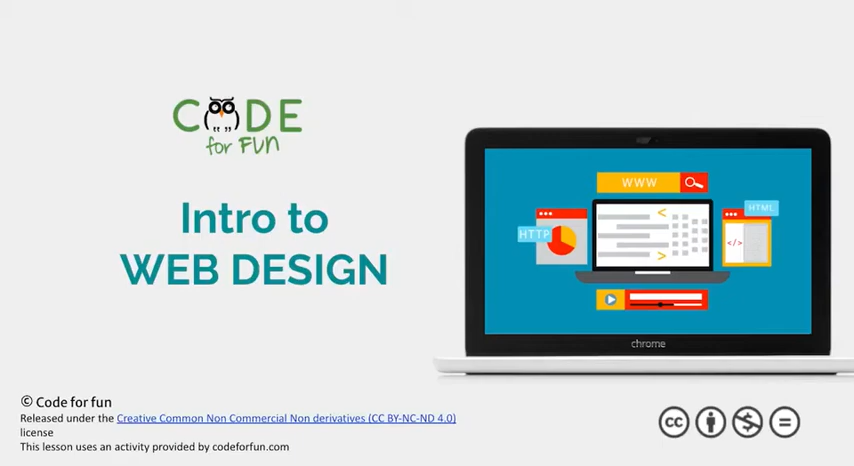 CODE
for FUN
Intro to
WEB DESIGN
WWW
HTML
HTTP
<
</>
>
chrome
© Code for fun
Released under the Creative Common Non Commercial Non derivatives (CC BY-NC-ND 4.0)
license
This lesson uses an activity provided by codeforfun.com
cc
$
=